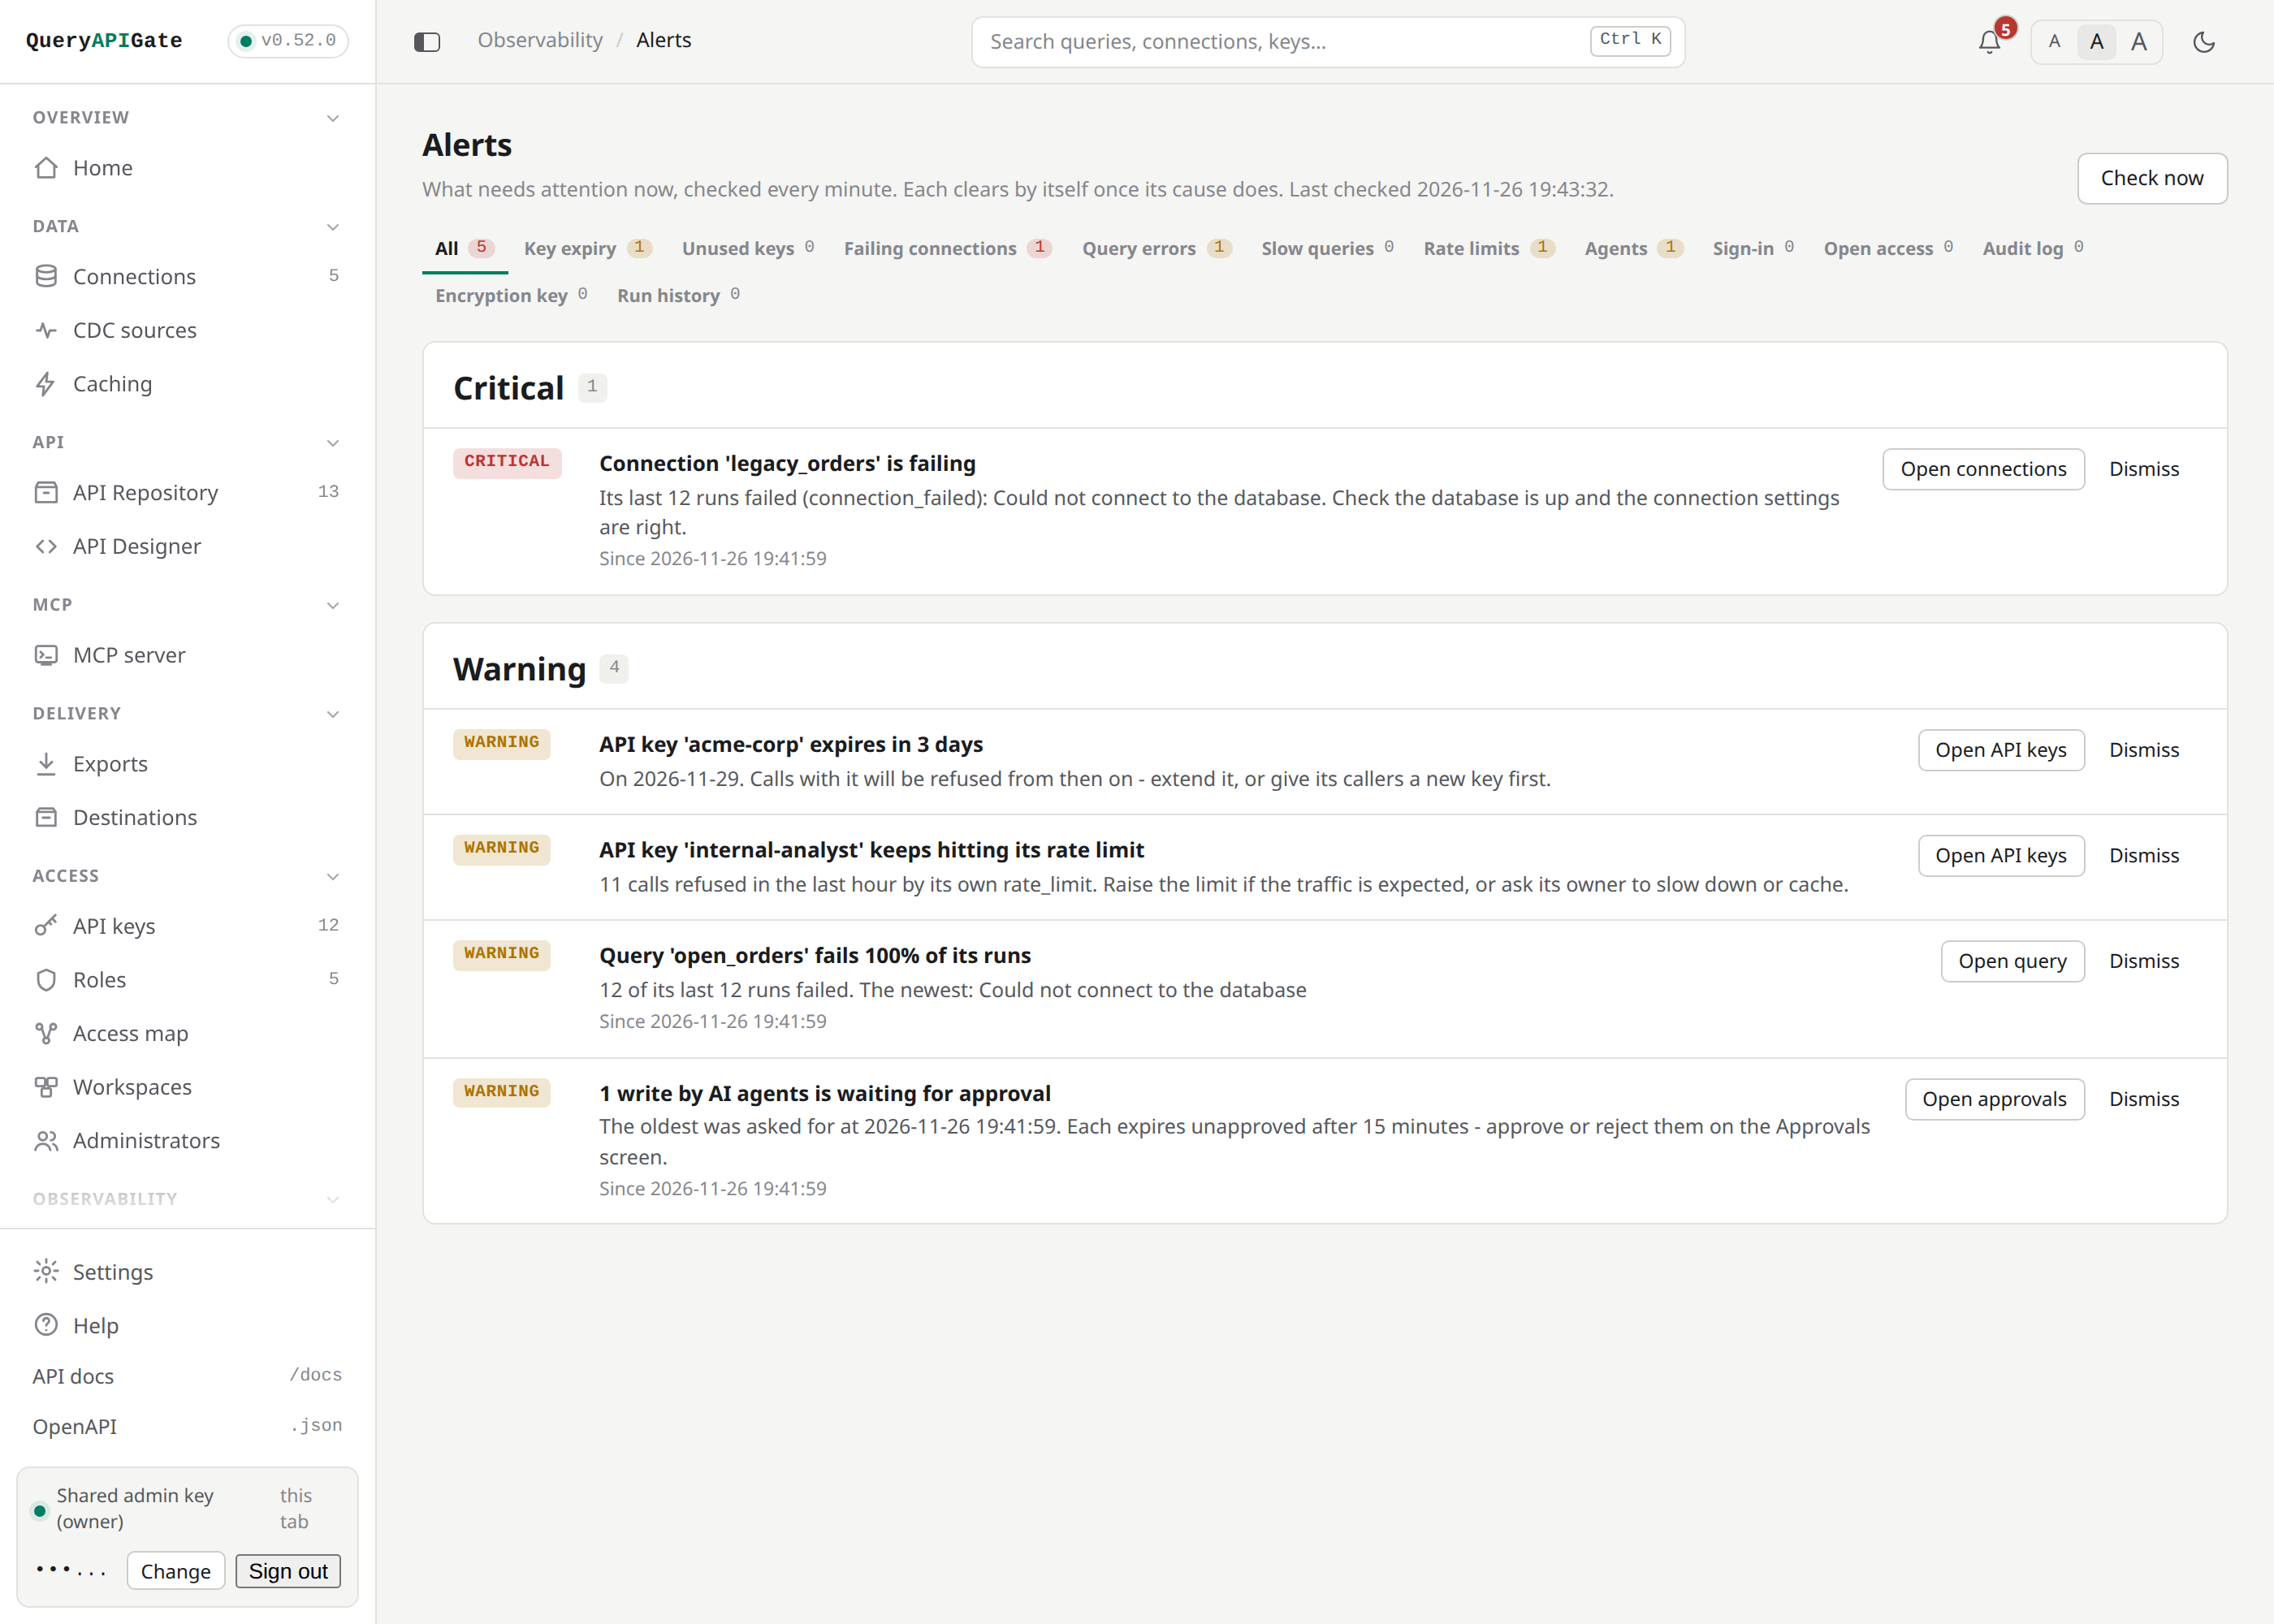 QueryAPIGate
v0.52.0
Observability / Alerts
Search queries, connections, keys...
Ctrl K
5
A A A
OVERVIEW
Home
DATA
Connections 5
CDC sources
Caching
API
API Repository 13
API Designer
MCP
MCP server
DELIVERY
Exports
Destinations
ACCESS
API keys 12
Roles 5
Access map
Workspaces
Administrators
OBSERVABILITY
Settings
Help
API docs /docs
OpenAPI .json
Shared admin key this
(owner) tab
•••... Change Sign out
Alerts
What needs attention now, checked every minute. Each clears by itself once its cause does. Last checked 2026-11-26 19:43:32.
Check now
All 5 Key expiry 1 Unused keys 0 Failing connections 1 Query errors 1 Slow queries 0 Rate limits 1 Agents 1 Sign-in 0 Open access 0 Audit log 0
Encryption key 0 Run history 0
Critical 1
CRITICAL Connection 'legacy_orders' is failing Open connections Dismiss
Its last 12 runs failed (connection_failed): Could not connect to the database. Check the database is up and the connection settings
are right.
Since 2026-11-26 19:41:59
Warning 4
WARNING API key 'acme-corp' expires in 3 days Open API keys Dismiss
On 2026-11-29. Calls with it will be refused from then on - extend it, or give its callers a new key first.
WARNING API key 'internal-analyst' keeps hitting its rate limit Open API keys Dismiss
11 calls refused in the last hour by its own rate_limit. Raise the limit if the traffic is expected, or ask its owner to slow down or cache.
WARNING Query 'open_orders' fails 100% of its runs Open query Dismiss
12 of its last 12 runs failed. The newest: Could not connect to the database
Since 2026-11-26 19:41:59
WARNING 1 write by AI agents is waiting for approval Open approvals Dismiss
The oldest was asked for at 2026-11-26 19:41:59. Each expires unapproved after 15 minutes - approve or reject them on the Approvals
screen.
Since 2026-11-26 19:41:59